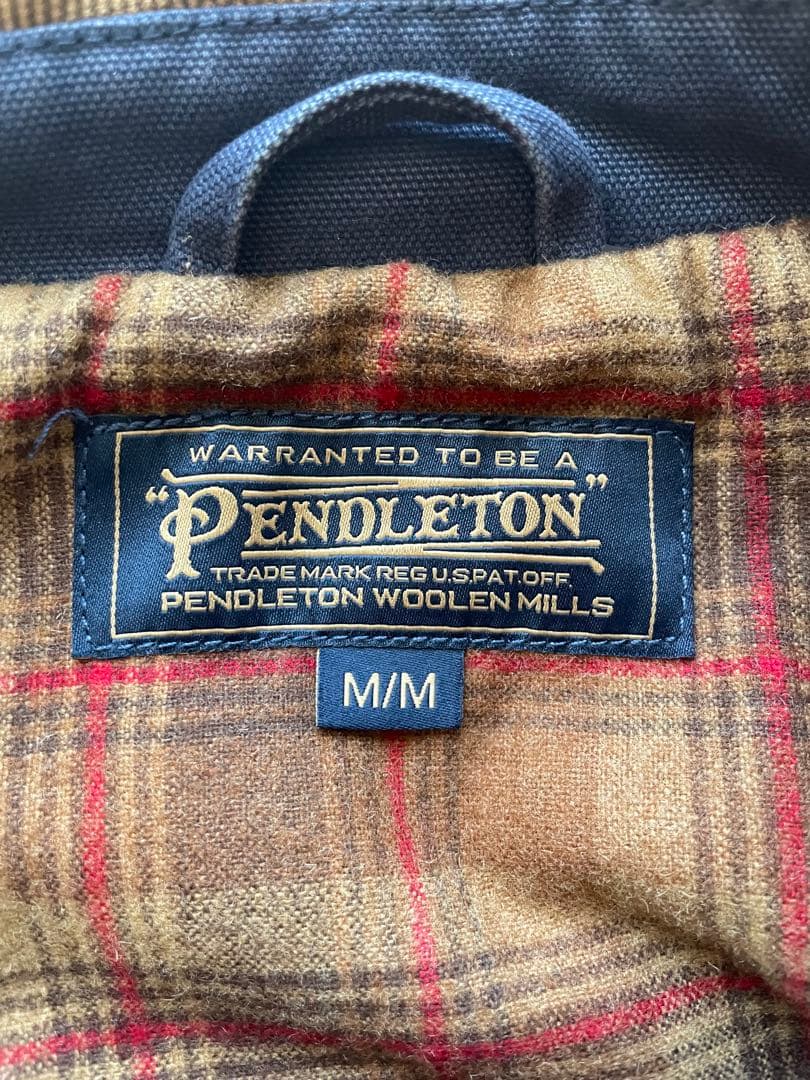 WARRANTED TO BE A
"PENDLETON"
TRADE MARK REG U.S.PAT.OFF.
PENDLETON WOOLEN MILLS
M/M